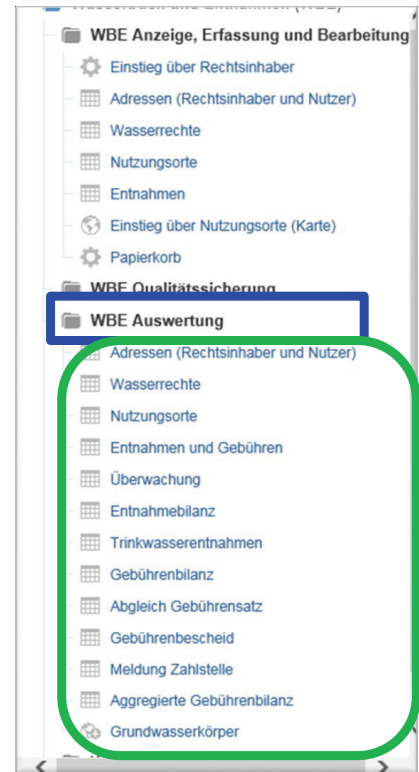 WBE Anzeige, Erfassung und Bearbeitung
Einstieg über Rechtsinhaber
Adressen (Rechtsinhaber und Nutzer)
Wasserrechte
Nutzungsorte
Entnahmen
Einstieg über Nutzungsorte (Karte)
Papierkorb
WBE Qualitätssicherung
WBE Auswertung
Adressen (Rechtsinhaber und Nutzer)
Wasserrechte
Nutzungsorte
Entnahmen und Gebühren
Überwachung
Entnahmebilanz
Trinkwasserentnahmen
Gebührenbilanz
Abgleich Gebührensatz
Gebührenbescheid
Meldung Zahlstelle
Aggregierte Gebührenbilanz
Grundwasserkörper